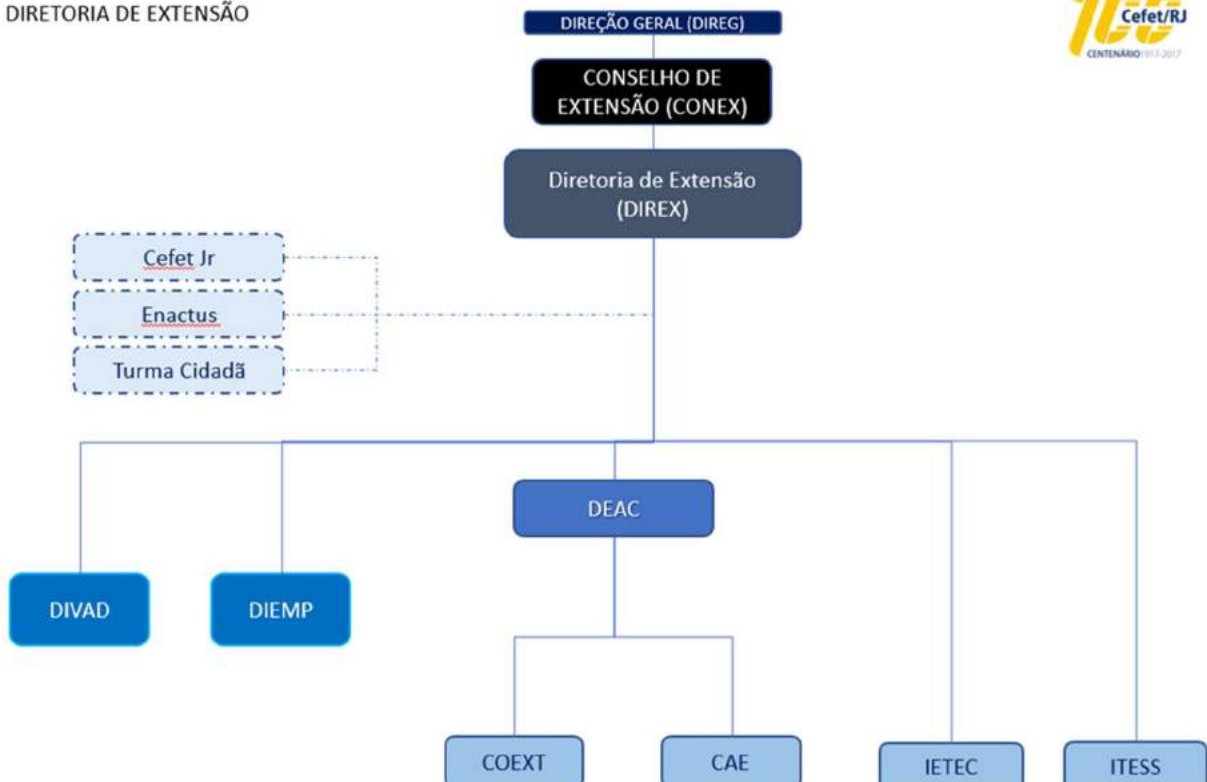 DIRETORIA DE EXTENSÃO
Cefet/RJ
CENTENÁRIO 1917-2017
DIREÇÃO GERAL (DIREG)
CONSELHO DE
EXTENSÃO (CONEX)
Diretoria de Extensão
(DIREX)
Cefet Jr
Enactus
Turma Cidadã
DEAC
DIVAD
DIEMP
COEXT
CAE
IETEC
ITESS